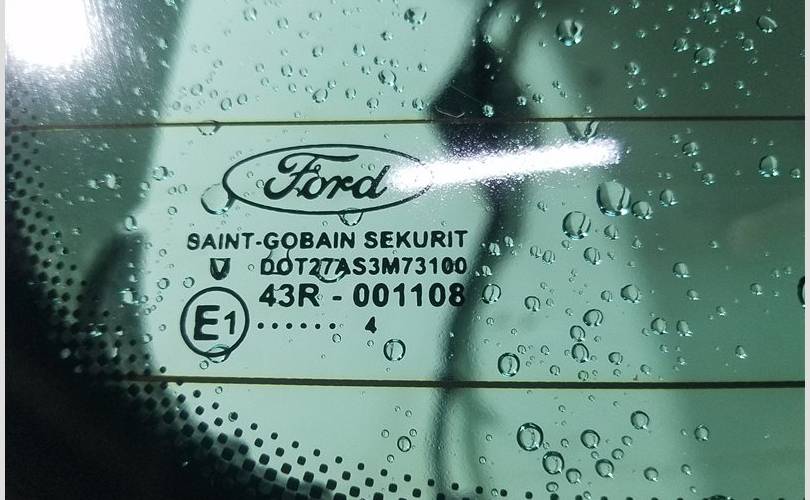 Ford
SAINT-GOBAIN SEKURIT
DOT27AS3M73100
43R - 001108
E1 ...... 4